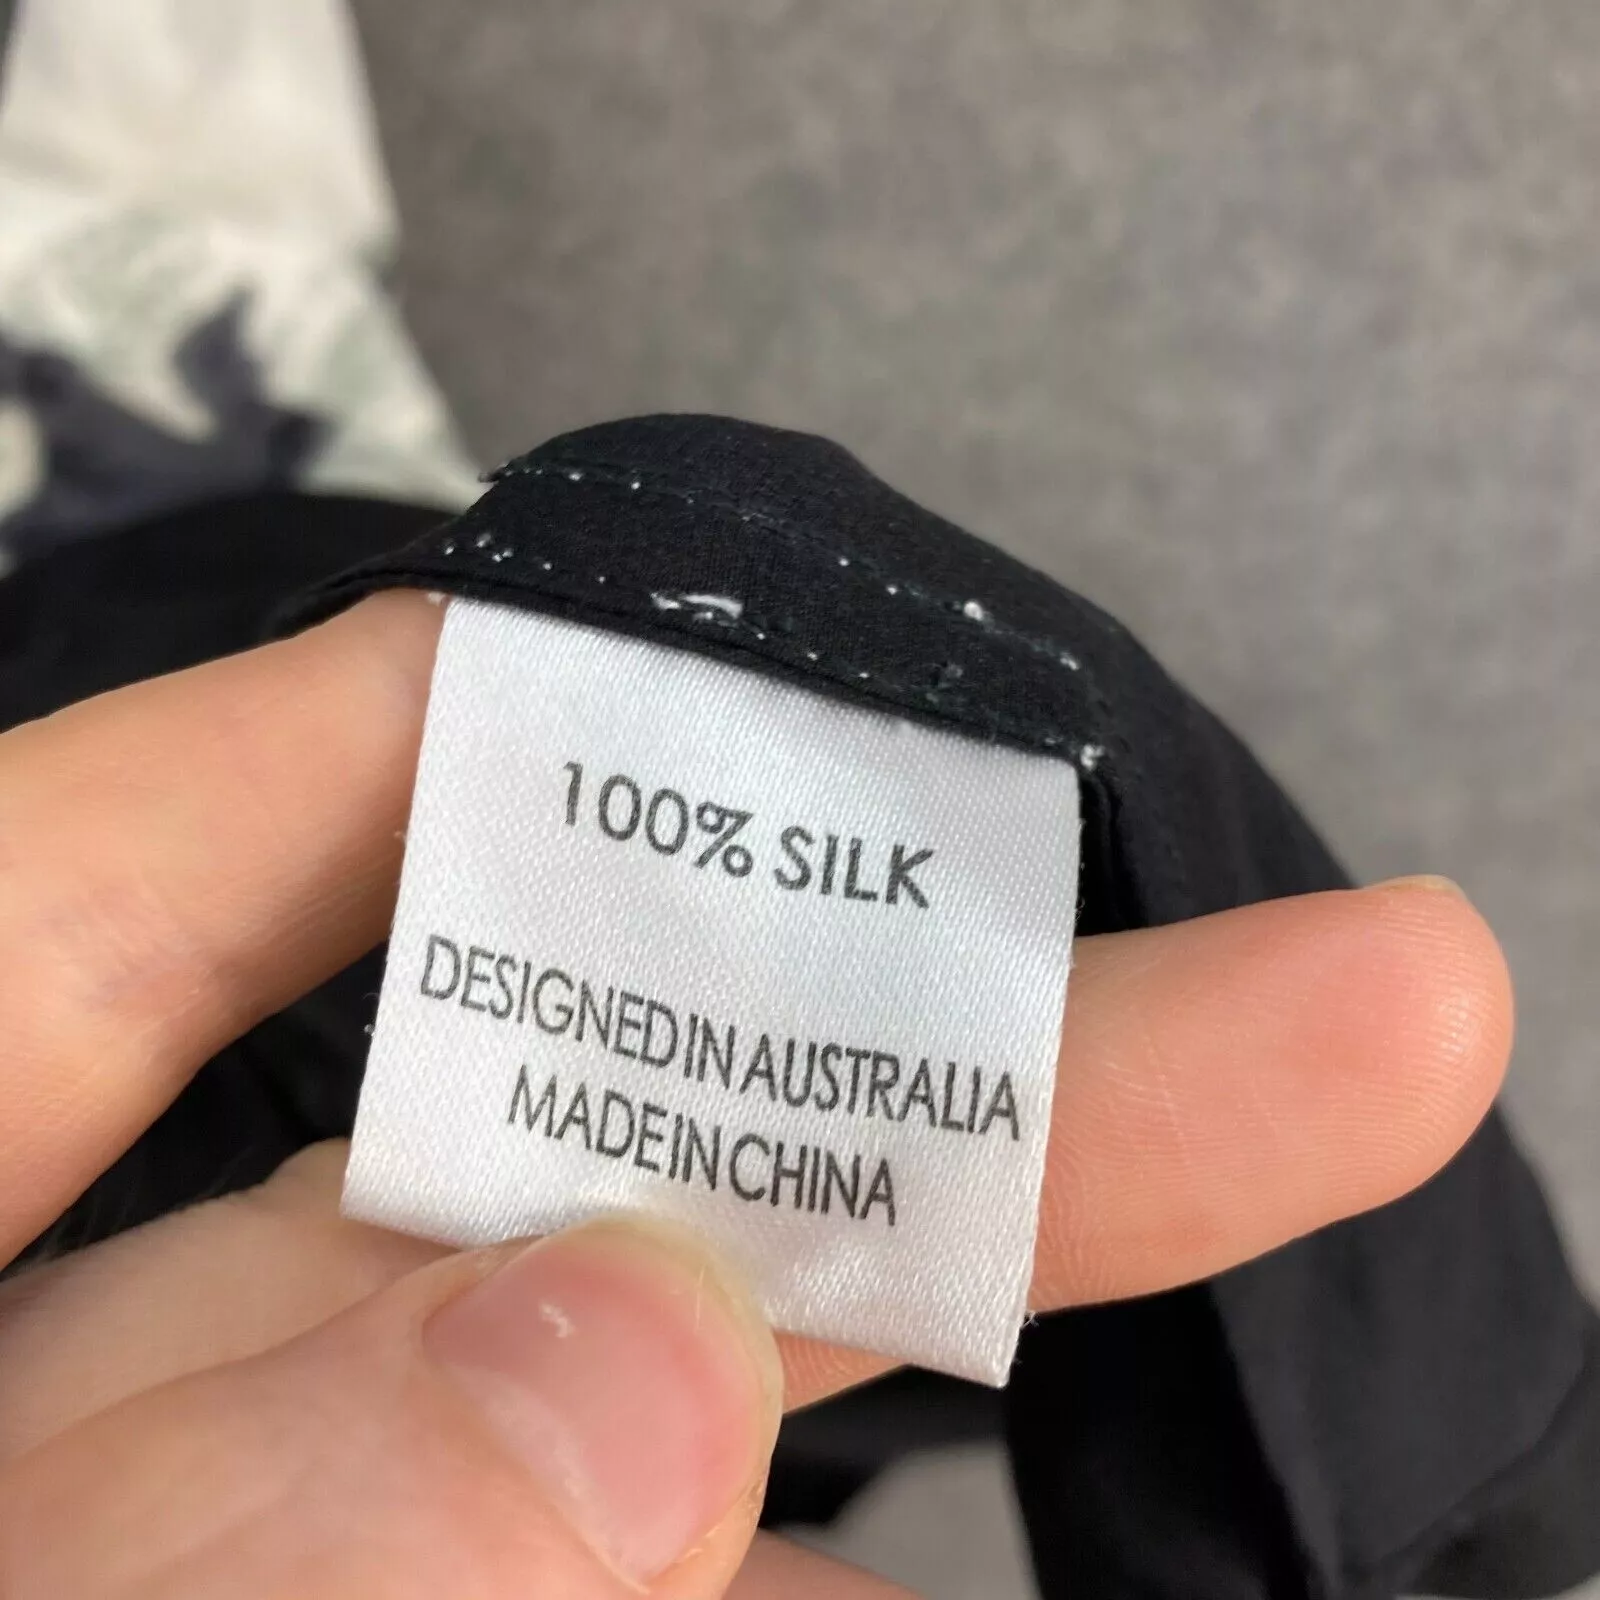 100% SILK
DESIGNED IN AUSTRALIA
MADE IN CHINA